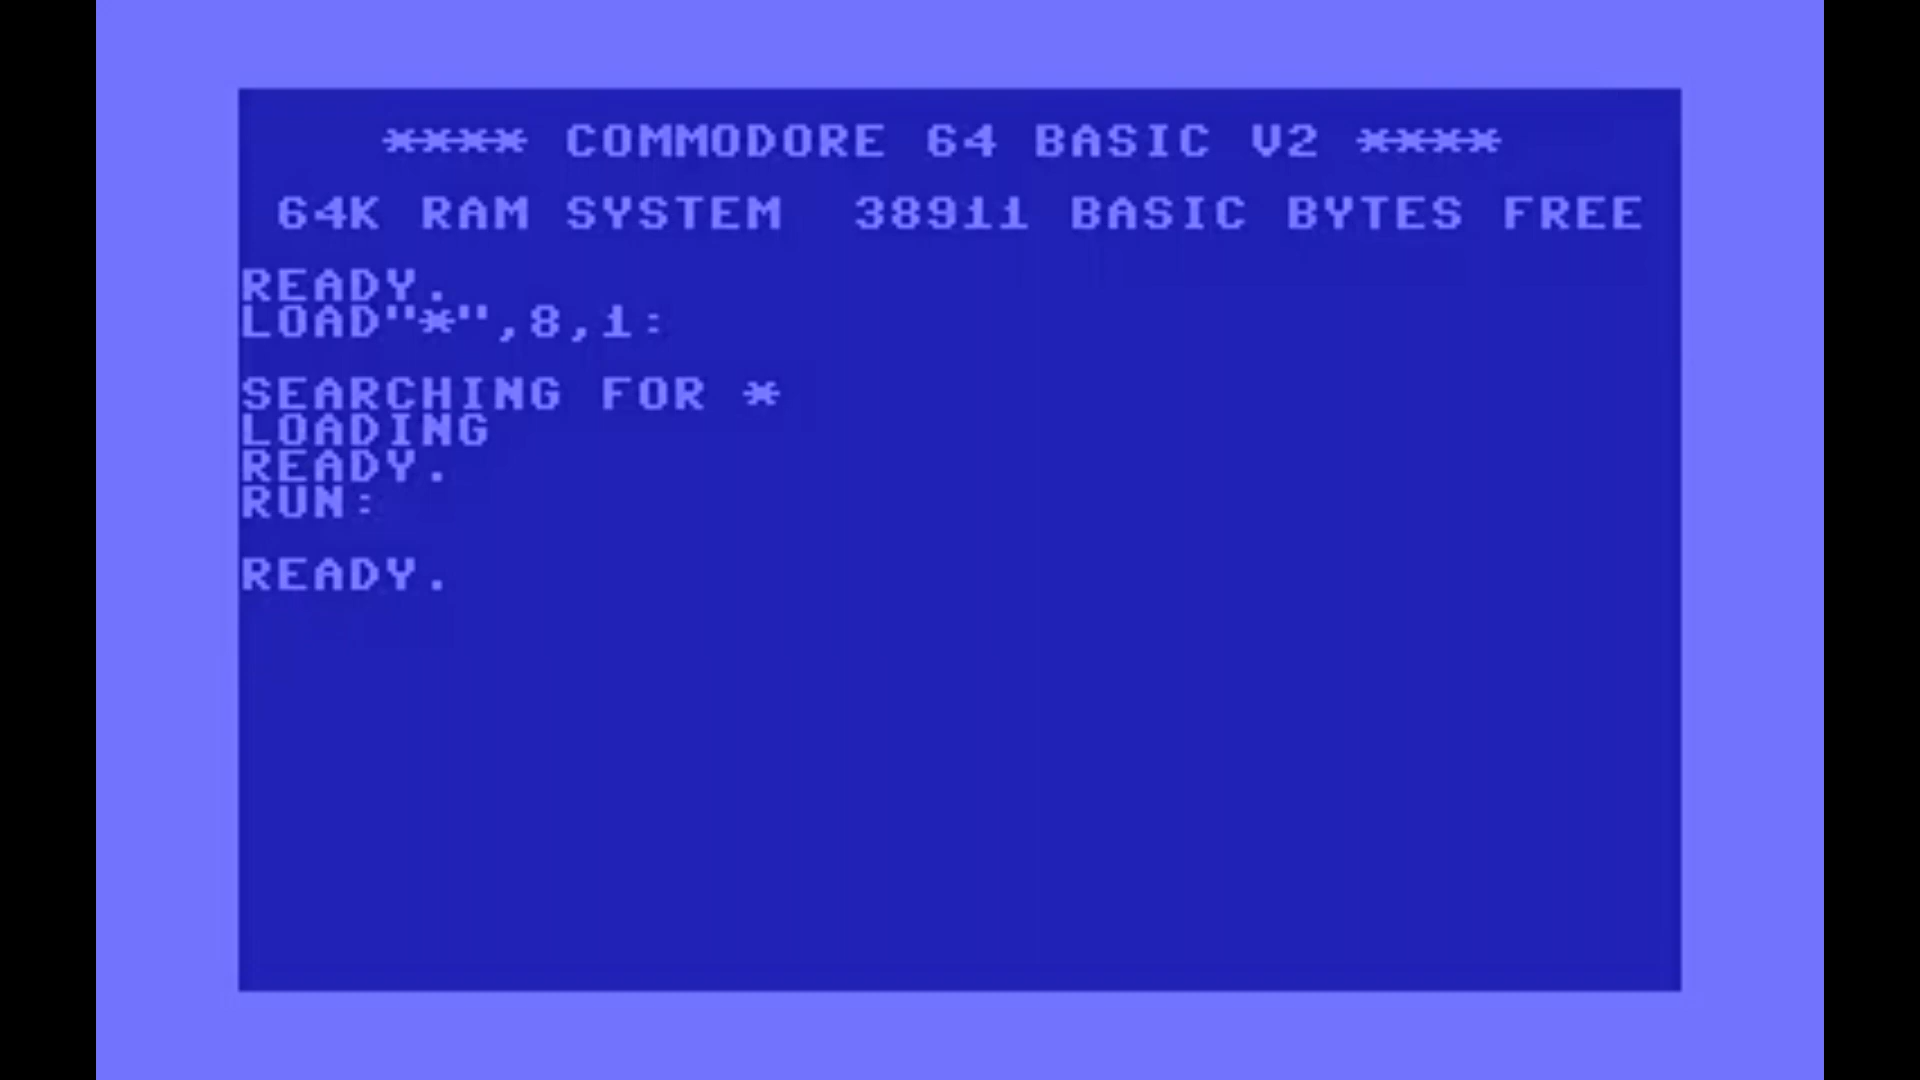 **** COMMODORE 64 BASIC V2 ****
64K RAM SYSTEM  38911 BASIC BYTES FREE
READY.
LOAD"*",8,1:
SEARCHING FOR *
LOADING
READY.
RUN:
READY.